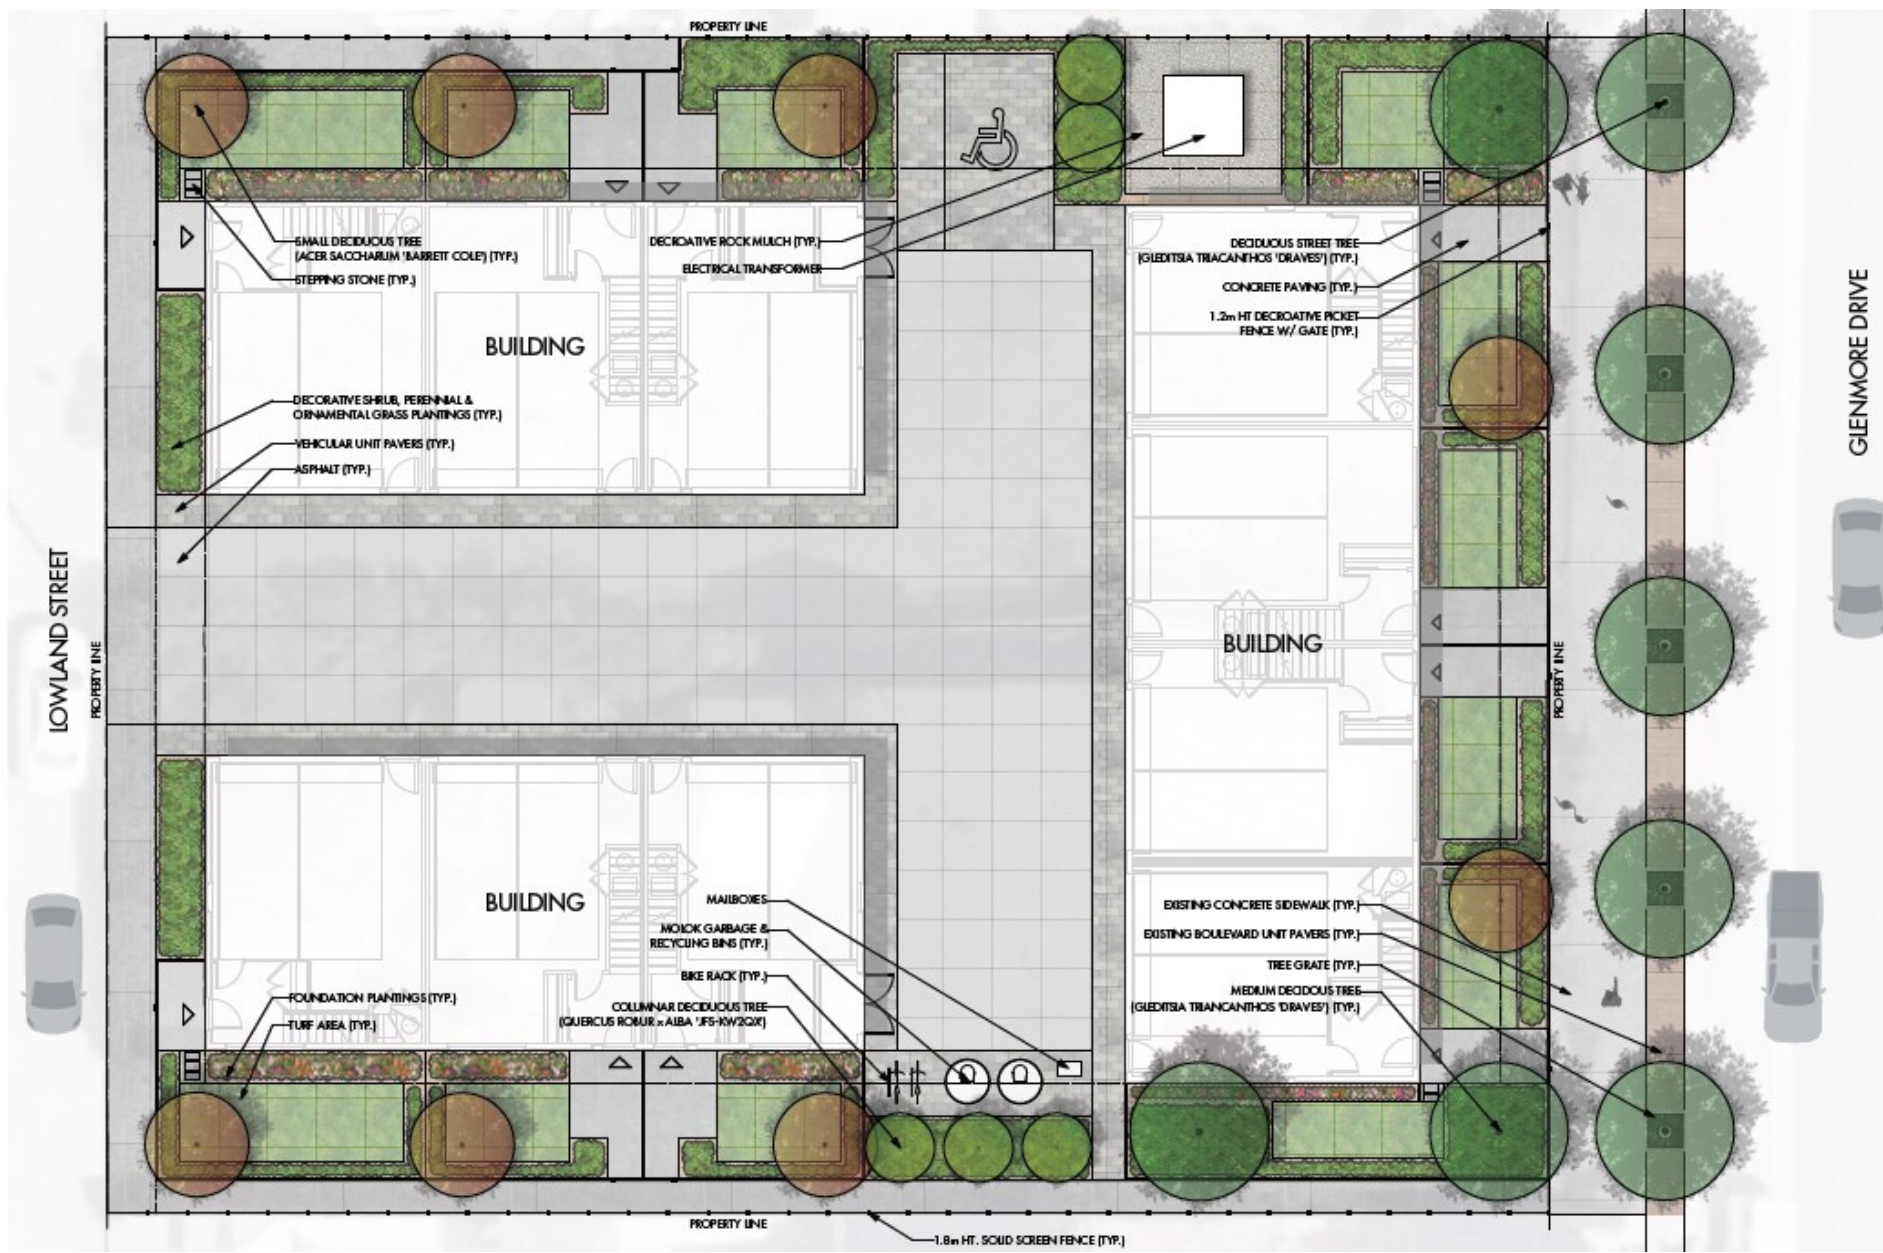 PROPERTY LINE
SMALL DECIDUOUS TREE
(ACER SACCHARUM 'BARRETT COLE') (TYP.)
STEPPING STONE (TYP.)
BUILDING
DECORATIVE SHRUB, PERENNIAL &
ORNAMENTAL GRASS PLANTINGS (TYP.)
VEHICULAR UNIT PAVERS (TYP.)
ASPHALT (TYP.)
DECROATIVE ROCK MULCH (TYP.)
ELECTRICAL TRANSFORMER
DECIDUOUS STREET TREE
(GLEDITSIA TRIACANTHOS 'DRAVES') (TYP.)
CONCRETE PAVING (TYP.)
1.2m HT DECROATIVE PICKET
FENCE W/ GATE (TYP.)
GLENMORE DRIVE
LOWLAND STREET
PROPERTY LINE
BUILDING
PROPERTY LINE
BUILDING
MAILBOXES
MOLOK GARBAGE &
RECYCLING BINS (TYP.)
BIKE RACK (TYP.)
COLUMNAR DECIDUOUS TREE
(QUERCUS ROBUR x ALBA 'JFS-KW2QX')
FOUNDATION PLANTINGS (TYP.)
TURF AREA (TYP.)
EXISTING CONCRETE SIDEWALK (TYP.)
EXISTING BOULEVARD UNIT PAVERS (TYP.)
TREE GRATE (TYP.)
MEDIUM DECIDOUS TREE
(GLEDITSIA TRIANCANTHOS 'DRAVES') (TYP.)
PROPERTY LINE
1.8m HT. SOLID SCREEN FENCE (TYP.)